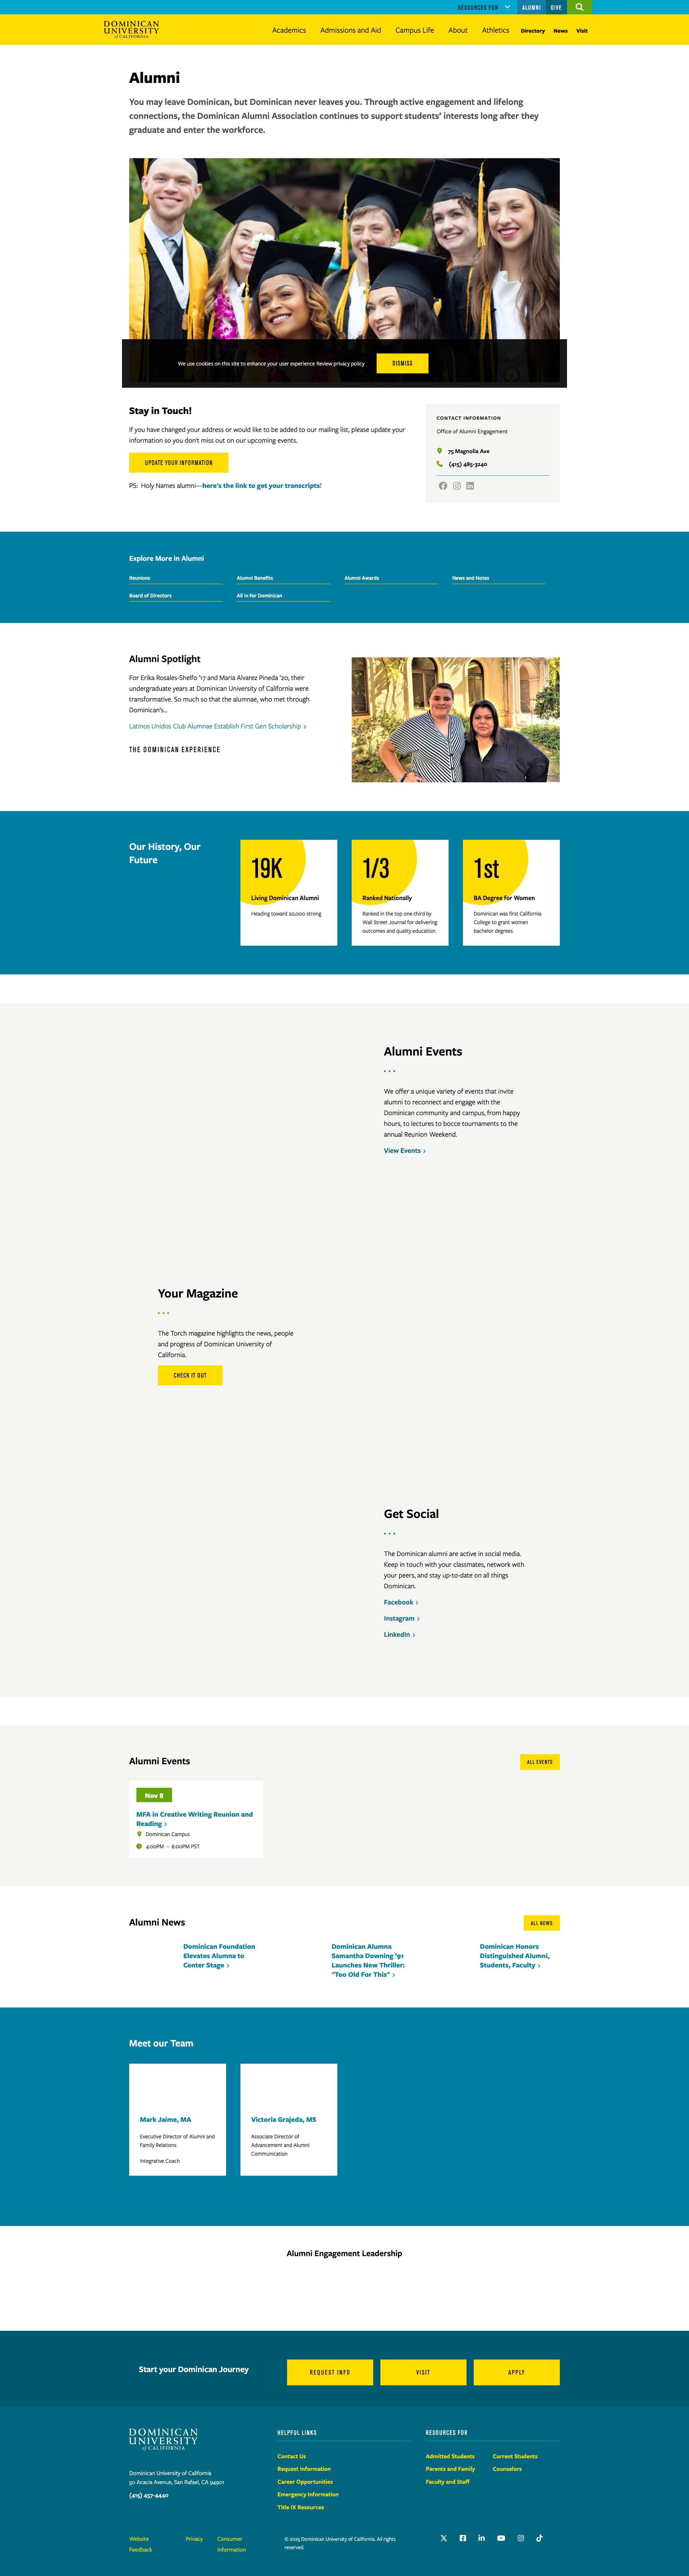 RESOURCES FOR
ALUMNI
GIVE
DOMINICAN
UNIVERSITY
of CALIFORNIA
Academics
Admissions and Aid
Campus Life
About
Athletics
Directory
News
Visit
Alumni
You may leave Dominican, but Dominican never leaves you. Through active engagement and lifelong
connections, the Dominican Alumni Association continues to support students' interests long after they
graduate and enter the workforce.
We use cookies on this site to enhance your user experience Review privacy policy
DISMISS
Stay in Touch!
If you have changed your address or would like to be added to our mailing list, please update your
information so you don't miss out on our upcoming events.
UPDATE YOUR INFORMATION
PS: Holy Names alumni—here's the link to get your transcripts!
CONTACT INFORMATION
Office of Alumni Engagement
75 Magnolia Ave
(415) 485-3240
Explore More in Alumni
Reunions
Alumni Benefits
Alumni Awards
News and Notes
Board of Directors
All In for Dominican
Alumni Spotlight
For Erika Rosales-Shelfo '17 and Maria Alvarez Pineda '20, their
undergraduate years at Dominican University of California were
transformative. So much so that the alumnae, who met through
Dominican's...
Latinos Unidos Club Alumnae Establish First Gen Scholarship
THE DOMINICAN EXPERIENCE
Our History, Our
Future
19K
Living Dominican Alumni
Heading toward 20,000 strong
1/3
Ranked Nationally
Ranked in the top one-third by
Wall Street Journal for delivering
outcomes and quality education.
1st
BA Degree for Women
Dominican was first California
College to grant women
bachelor degrees.
Alumni Events
We offer a unique variety of events that invite
alumni to reconnect and engage with the
Dominican community and campus, from happy
hours, to lectures to bocce tournaments to the
annual Reunion Weekend.
View Events
Your Magazine
The Torch magazine highlights the news, people
and progress of Dominican University of
California.
CHECK IT OUT
Get Social
The Dominican alumni are active in social media.
Keep in touch with your classmates, network with
your peers, and stay up-to-date on all things
Dominican.
Facebook
Instagram
LinkedIn
Alumni Events
ALL EVENTS
Nov 8
MFA in Creative Writing Reunion and
Reading
Dominican Campus
4:00PM – 6:00PM PST
Alumni News
ALL NEWS
Dominican Foundation
Elevates Alumna to
Center Stage
Dominican Alumna
Samantha Downing '91
Launches New Thriller:
"Too Old For This"
Dominican Honors
Distinguished Alumni,
Students, Faculty
Meet our Team
Mark Jaime, MA
Executive Director of Alumni and
Family Relations
Integrative Coach
Victoria Grajeda, MS
Associate Director of
Advancement and Alumni
Communication
Alumni Engagement Leadership
Start your Dominican Journey
REQUEST INFO
VISIT
APPLY
DOMINICAN
UNIVERSITY
of CALIFORNIA
Dominican University of California
50 Acacia Avenue, San Rafael, CA 94901
(415) 457-4440
HELPFUL LINKS
Contact Us
Request Information
Career Opportunities
Emergency Information
Title IX Resources
RESOURCES FOR
Admitted Students
Current Students
Parents and Family
Counselors
Faculty and Staff
Website
Feedback
Privacy
Consumer
Information
© 2025 Dominican University of California. All rights
reserved.